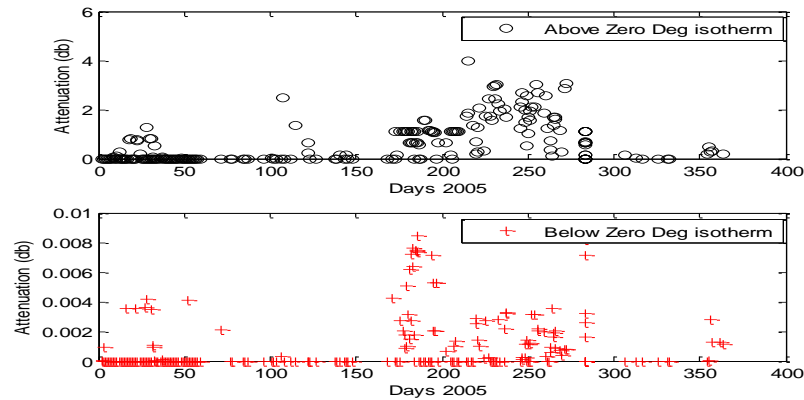 6
4
2
0
Attenuation (db)
Above Zero Deg isotherm
0 50 100 150 200 250 300 350 400
Days 2005
0.01
0.008
0.006
0.004
0.002
0
Attenuation (db)
Below Zero Deg isotherm
0 50 100 150 200 250 300 350 400
Days 2005